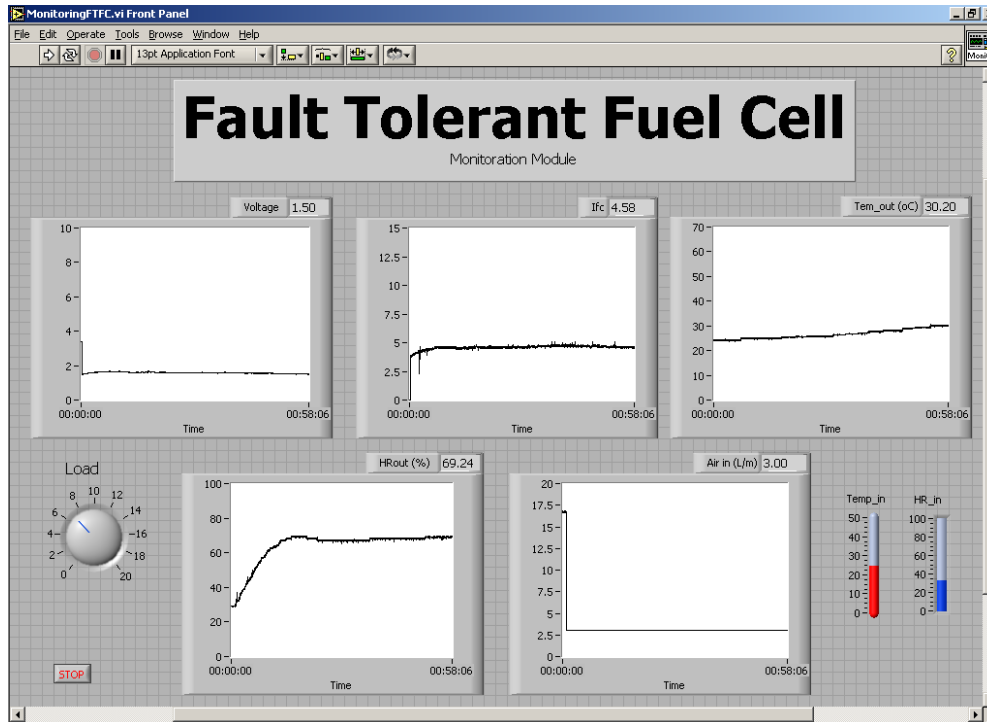 MonitoringFTFC.vi Front Panel
File Edit Operate Tools Browse Window Help
13pt Application Font
?
Fault Tolerant Fuel Cell
Monitoration Module
Voltage 1.50
10
8
6
4
2
0
00:00:00 00:58:06
Time
Ifc 4.58
15
12.5
10
7.5
5
2.5
0
00:00:00 00:58:06
Time
Tem_out (oC) 30.20
70
60
50
40
30
20
10
0
00:00:00 00:58:06
Time
Load
0 2 4 6 8 10 12 14 16 18 20
STOP
HRout (%) 69.24
100
80
60
40
20
0
00:00:00 00:58:06
Time
Air in (L/m) 3.00
20
17.5
15
12.5
10
7.5
5
2.5
0
00:00:00 00:58:06
Time
Temp_in
50
40
30
20
10
0
HR_in
100
80
60
40
20
0